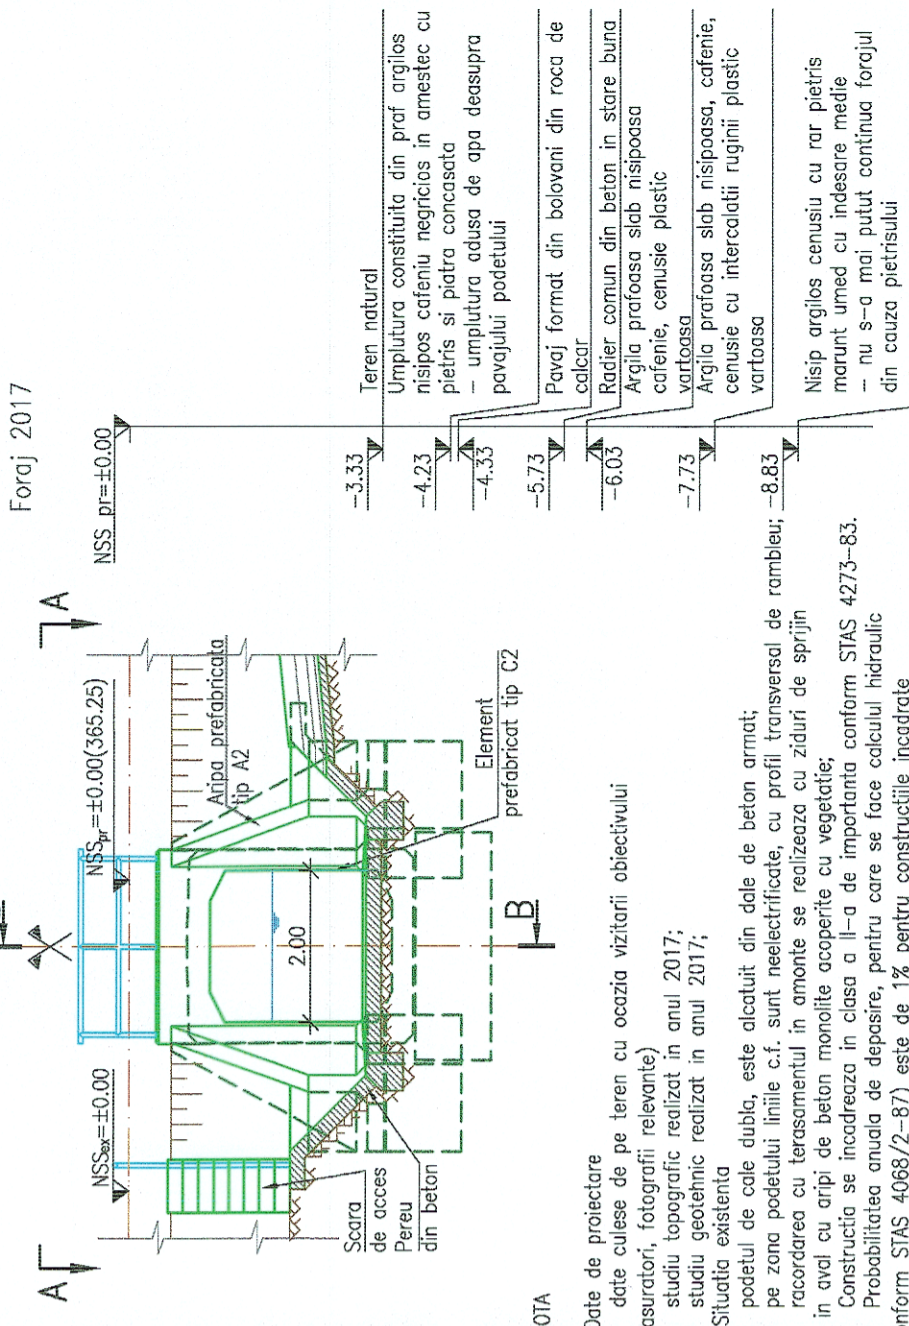 Foraj 2017
NSS pr=±0.00
-3.33
Teren natural
Umplutura constituita din praf argilos
nisipos cafeniu negricios in amestec cu
pietris si piatra concasata
- umplutura adusa de apa deasupra
pavajului podetului
-4.23
-4.33
Pavaj format din bolovani din roca de
calcar
-5.73
Radier comun din beton in stare buna
-6.03
Argila prafoasa slab nisipoasa
cafenie, cenusie plastic
vartoasa
-7.73
Argila prafoasa slab nisipoasa, cafenie,
cenusie cu intercalatii ruginii plastic
vartoasa
-8.83
Nisip argilos cenusiu cu rar pietris
marunt umed cu indesare medie
- nu s-a mai putut continua forajul
din cauza pietrisului
A
A
NSSex=±0.00
NSSpr=±0.00(365.25)
Aripa prefabricata
tip A2
2.00
Element
prefabricat tip C2
Scara
de acces
Pereu
din beton
B
OTA
Date de proiectare
date culese de pe teren cu ocazia vizitarii obiectivului
asuratori, fotografii relevante)
studiu topografic realizat in anul 2017;
studiu geotehnic realizat in anul 2017;
Situatia existenta
podetul de cale dubla, este alcatuit din dale de beton armat;
pe zona podetului liniile c.f. sunt neelectrificate, cu profil transversal de rambleu;
racordarea cu terasamentul in amonte se realizeaza cu ziduri de sprijin
in aval cu aripi de beton monolite acoperite cu vegetatie;
Constructia se incadreaza in clasa a II-a de importanta conform STAS 4273-83.
Probabilitatea anuala de depasire, pentru care se face calculul hidraulic
onform STAS 4068/2-87) este de 1% pentru constructiile incadrate